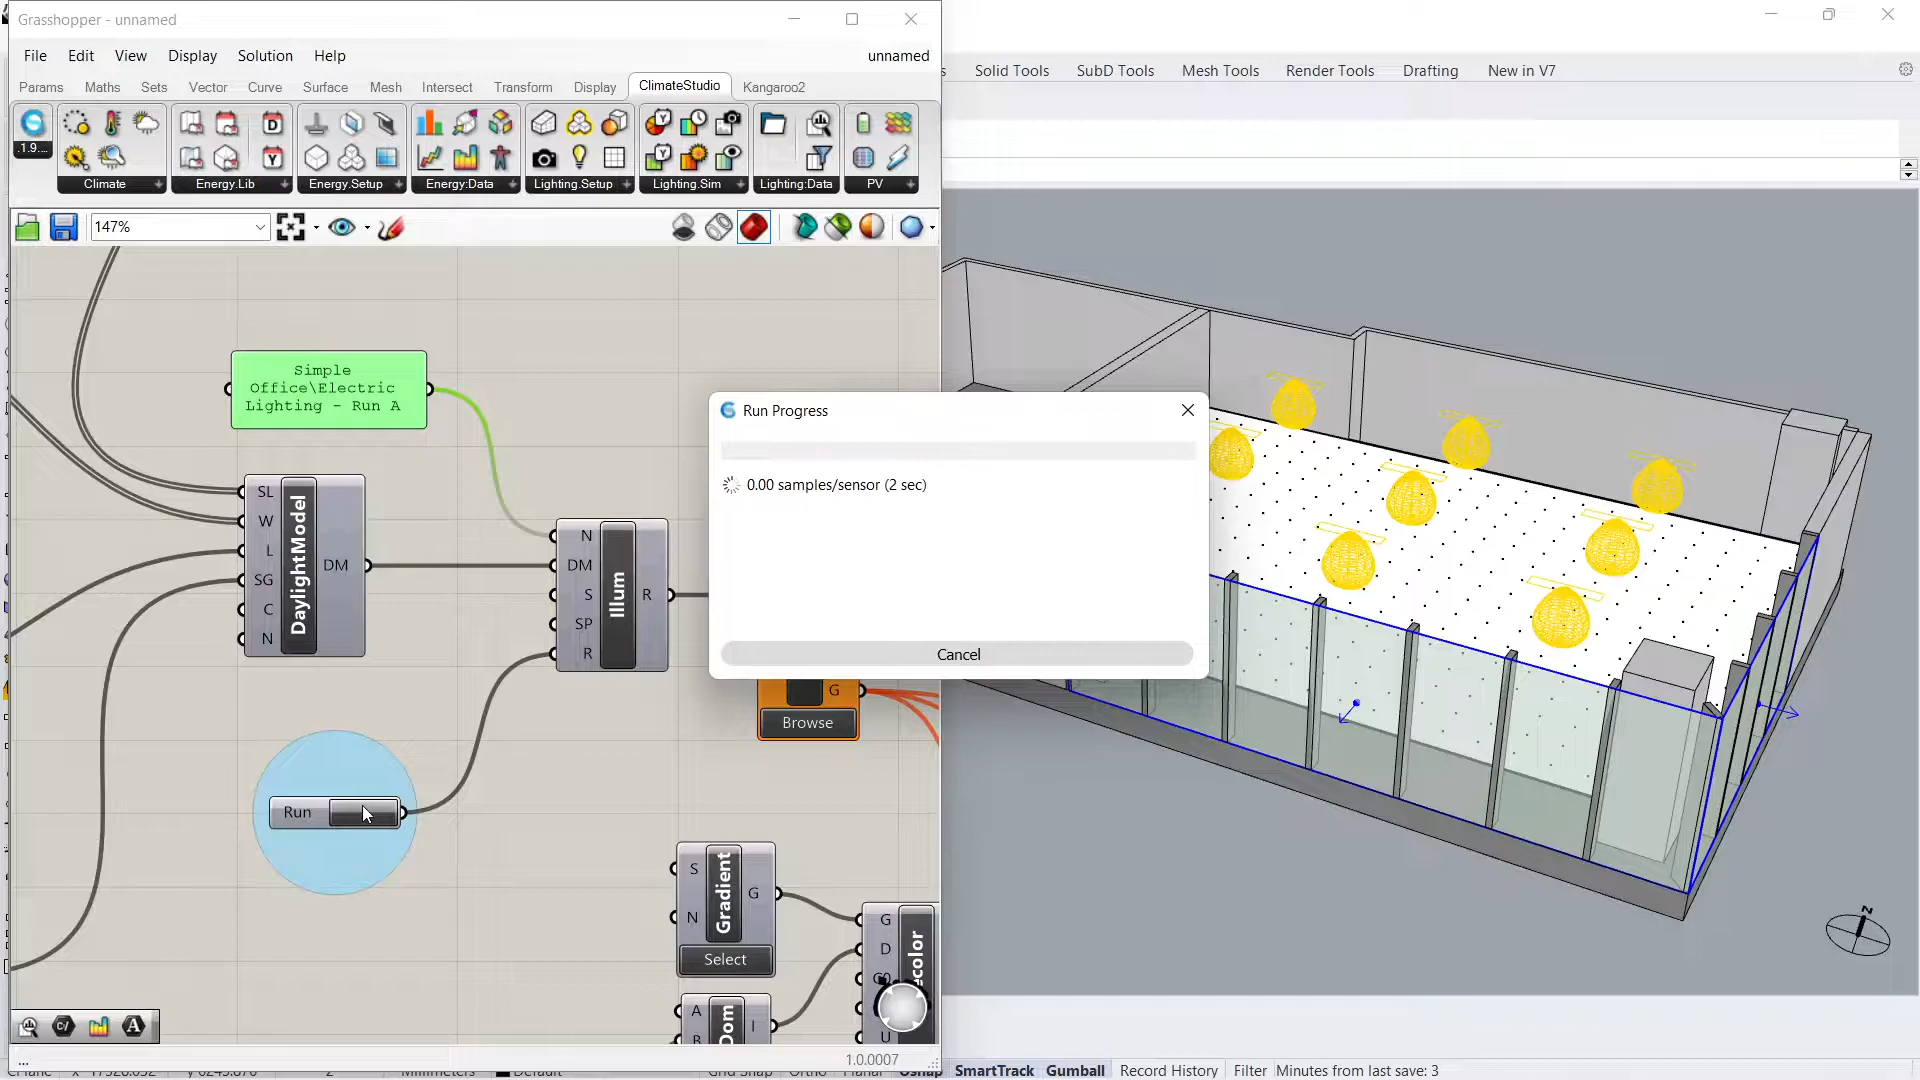 Grasshopper - unnamed
File Edit View Display Solution Help
unnamed
Params Maths Sets Vector Curve Surface Mesh Intersect Transform Display ClimateStudio Kangaroo2
Solid Tools SubD Tools Mesh Tools Render Tools Drafting New in V7
.1.9...
Climate Energy.Lib Energy.Setup Energy:Data Lighting.Setup Lighting.Sim Lighting:Data PV
147%
Simple
Office\Electric
Lighting - Run A
Run Progress
0.00 samples/sensor (2 sec)
Cancel
SL
W
L
SG
C
N
DaylightModel
DM
N
DM
S
SP
R
Illum
R
G
Browse
Run
S
N
Gradient
G
Select
G
D
A
Dom
I
U
N
...
1.0.0007
SmartTrack Gumball Record History Filter Minutes from last save: 3